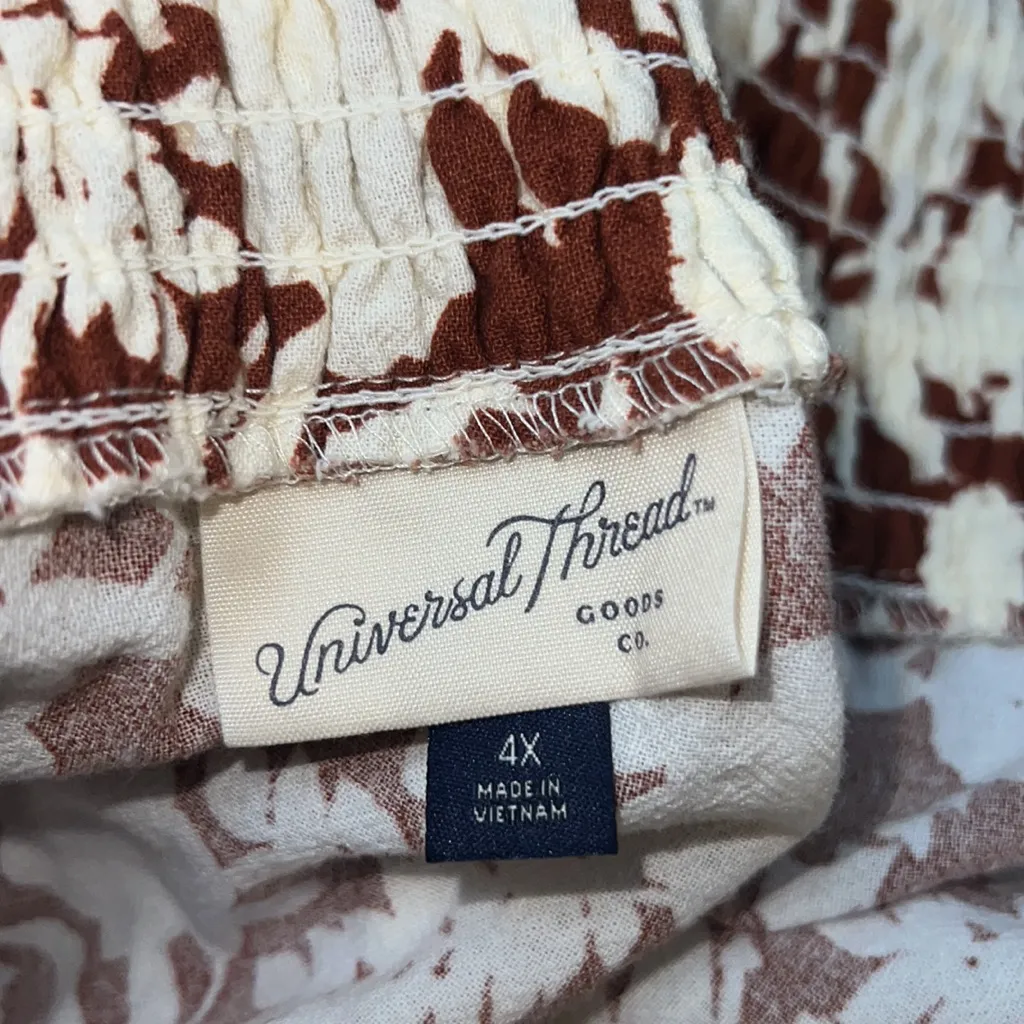 Universal Thread™
GOODS
CO.
4X
MADE IN
VIETNAM